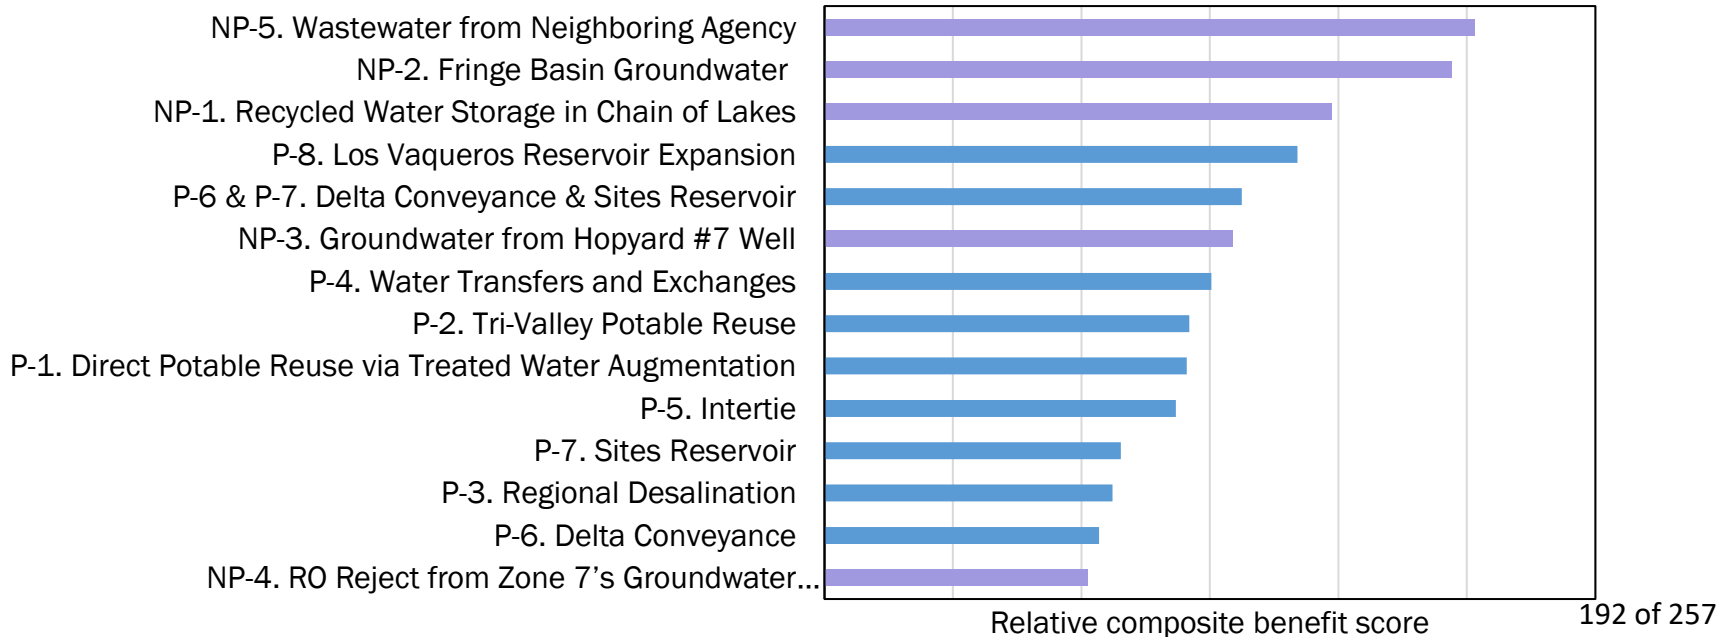 NP-5. Wastewater from Neighboring Agency
NP-2. Fringe Basin Groundwater
NP-1. Recycled Water Storage in Chain of Lakes
P-8. Los Vaqueros Reservoir Expansion
P-6 & P-7. Delta Conveyance & Sites Reservoir
NP-3. Groundwater from Hopyard #7 Well
P-4. Water Transfers and Exchanges
P-2. Tri-Valley Potable Reuse
P-1. Direct Potable Reuse via Treated Water Augmentation
P-5. Intertie
P-7. Sites Reservoir
P-3. Regional Desalination
P-6. Delta Conveyance
NP-4. RO Reject from Zone 7’s Groundwater...
Relative composite benefit score
192 of 257